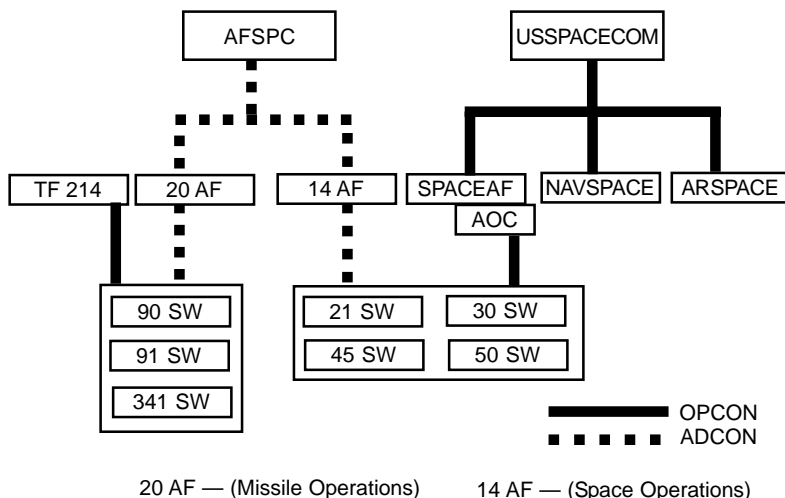 AFSPC
USSPACECOM
TF 214
20 AF
14 AF
SPACEAF
NAVSPACE
ARSPACE
AOC
90 SW
91 SW
341 SW
21 SW
30 SW
45 SW
50 SW
OPCON
ADCON
20 AF — (Missile Operations)
14 AF — (Space Operations)